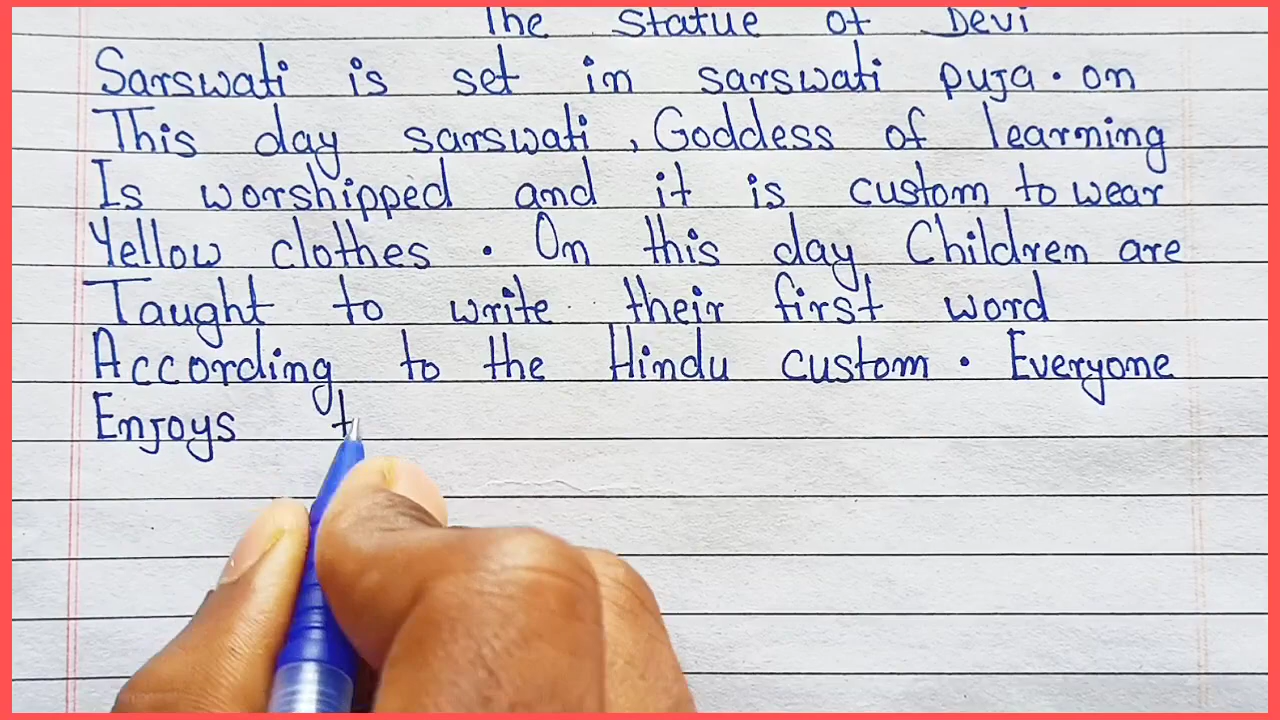 The Statue of Devi
Sarswati is set in sarswati puja. on
This day sarswati, Goddess of learning
Is worshipped and it is custom to wear
Yellow clothes. On this day Children are
Taught to write their first word
According to the Hindu custom. Everyone
Enjoys t